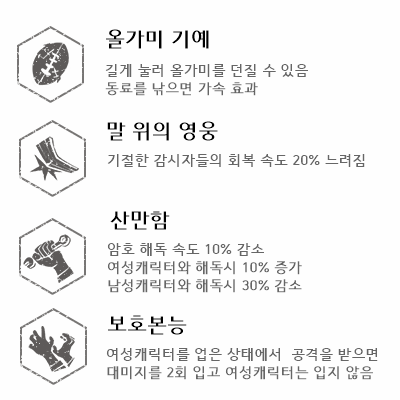 올가미 기예
길게 눌러 올가미를 던질 수 있음
동료를 낚으면 가속 효과
말 위의 영웅
기절한 감시자들의 회복 속도 20% 느려짐
산만함
암호 해독 속도 10% 감소
여성캐릭터와 해독시 10% 증가
남성캐릭터와 해독시 30% 감소
보호본능
여성캐릭터를 업은 상태에서 공격을 받으면
대미지를 2회 입고 여성캐릭터는 입지 않음